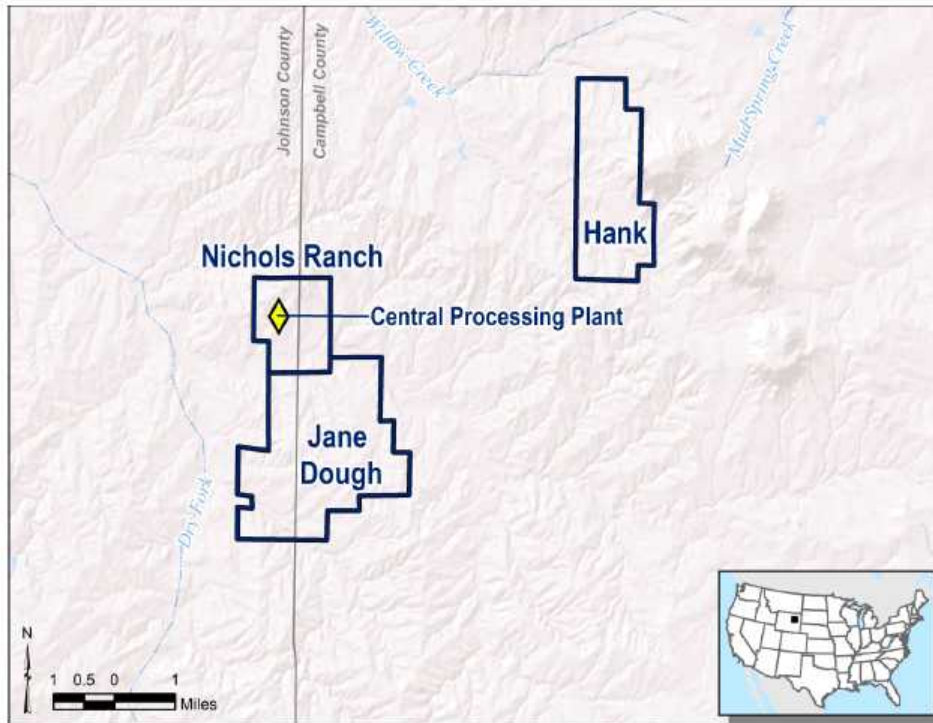 Willow Creek
Mud Spring Creek
Johnson County
Campbell County
Hank
Nichols Ranch
Central Processing Plant
Jane
Dough
Dry Fork
N
1 0.5 0 1
Miles